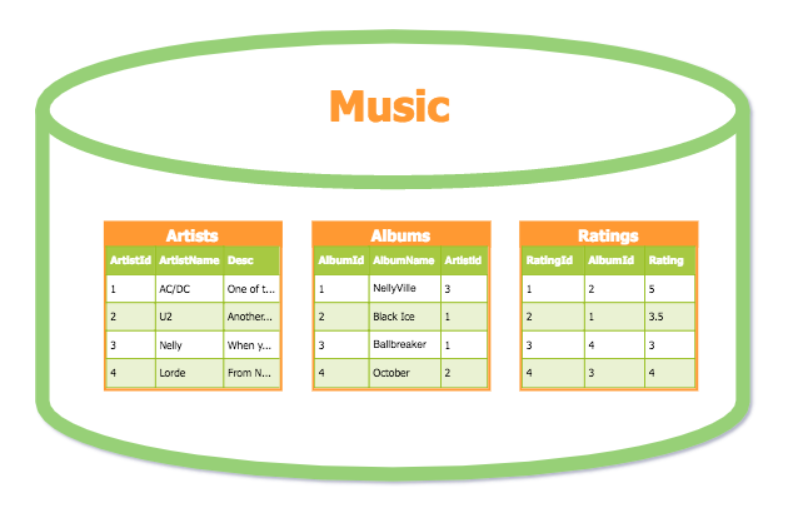 Music
Artists
ArtistId ArtistName Desc
1 AC/DC One of t...
2 U2 Another...
3 Nelly When y...
4 Lorde From N...
Albums
AlbumId AlbumName ArtistId
1 NellyVille 3
2 Black Ice 1
3 Ballbreaker 1
4 October 2
Ratings
RatingId AlbumId Rating
1 2 5
2 1 3.5
3 4 3
4 3 4